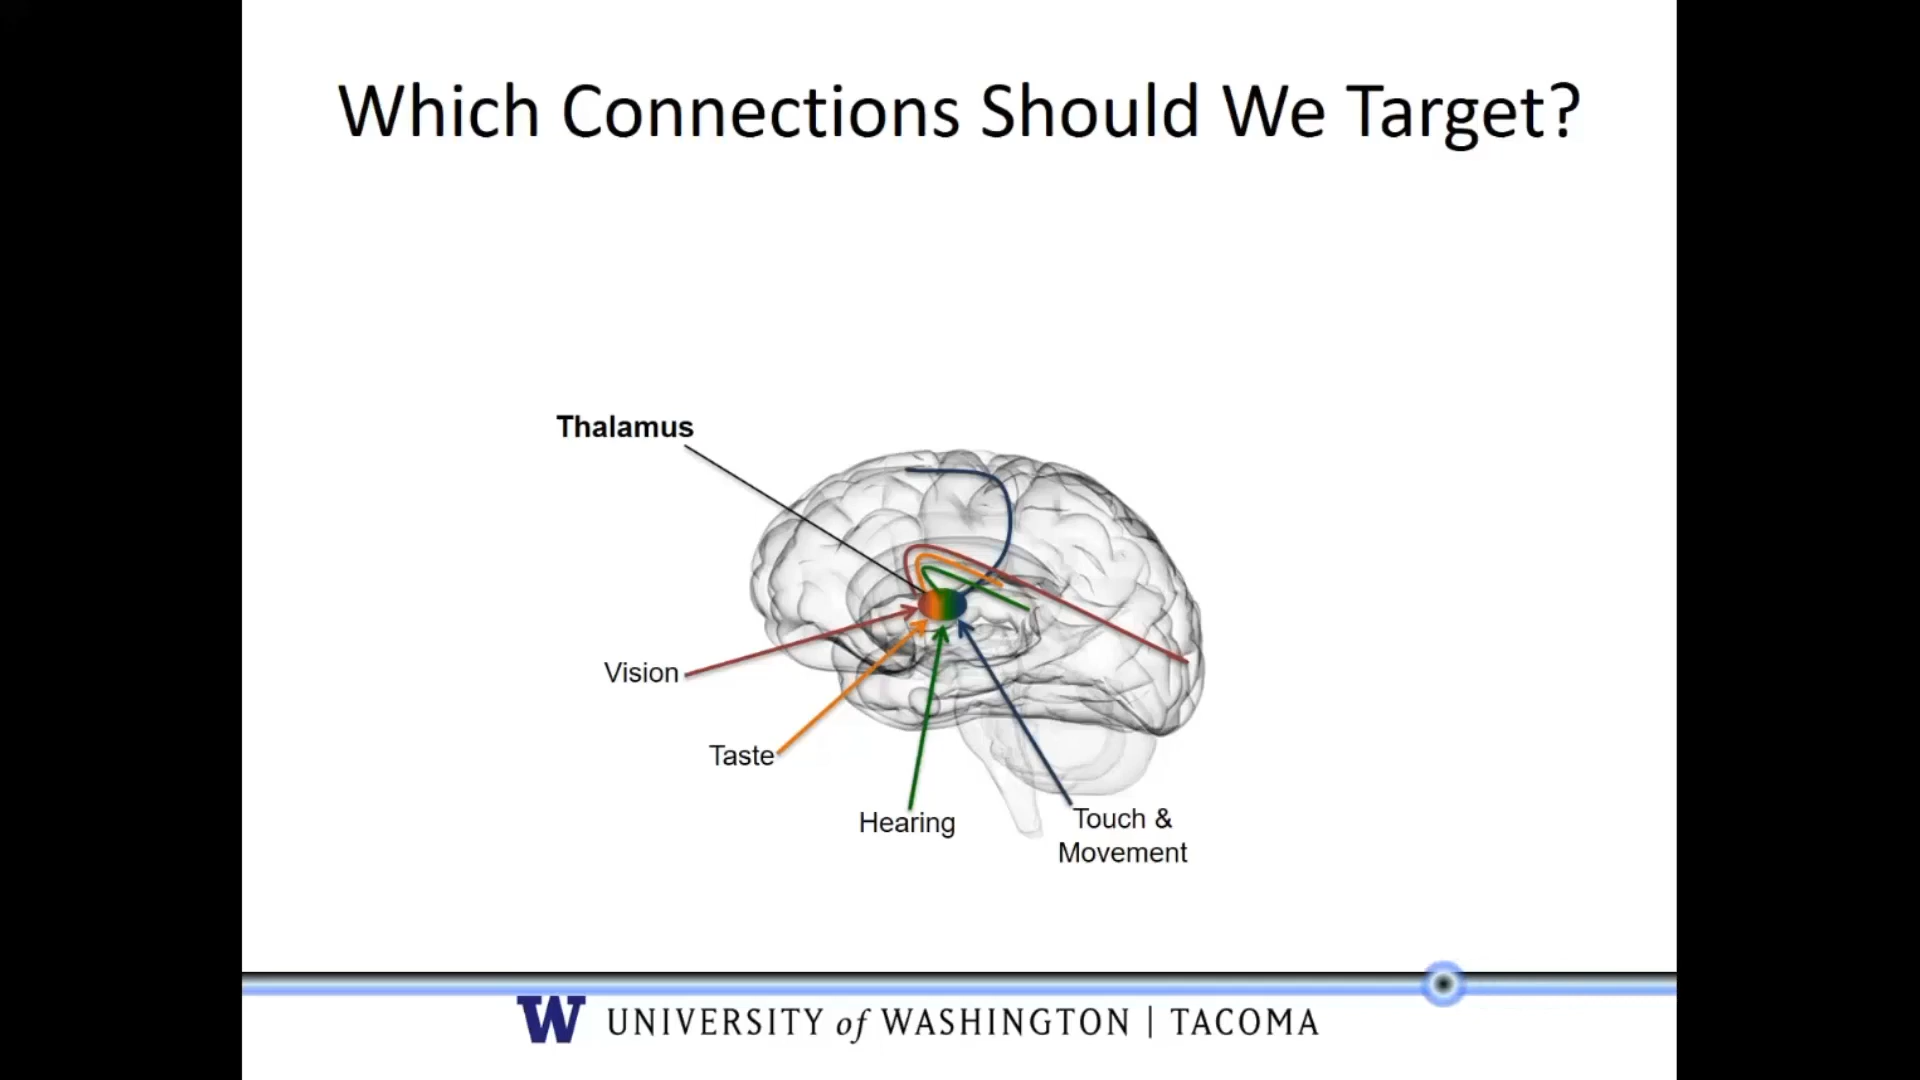 Which Connections Should We Target?
Thalamus
Vision
Taste
Hearing
Touch &
Movement
W UNIVERSITY of WASHINGTON | TACOMA